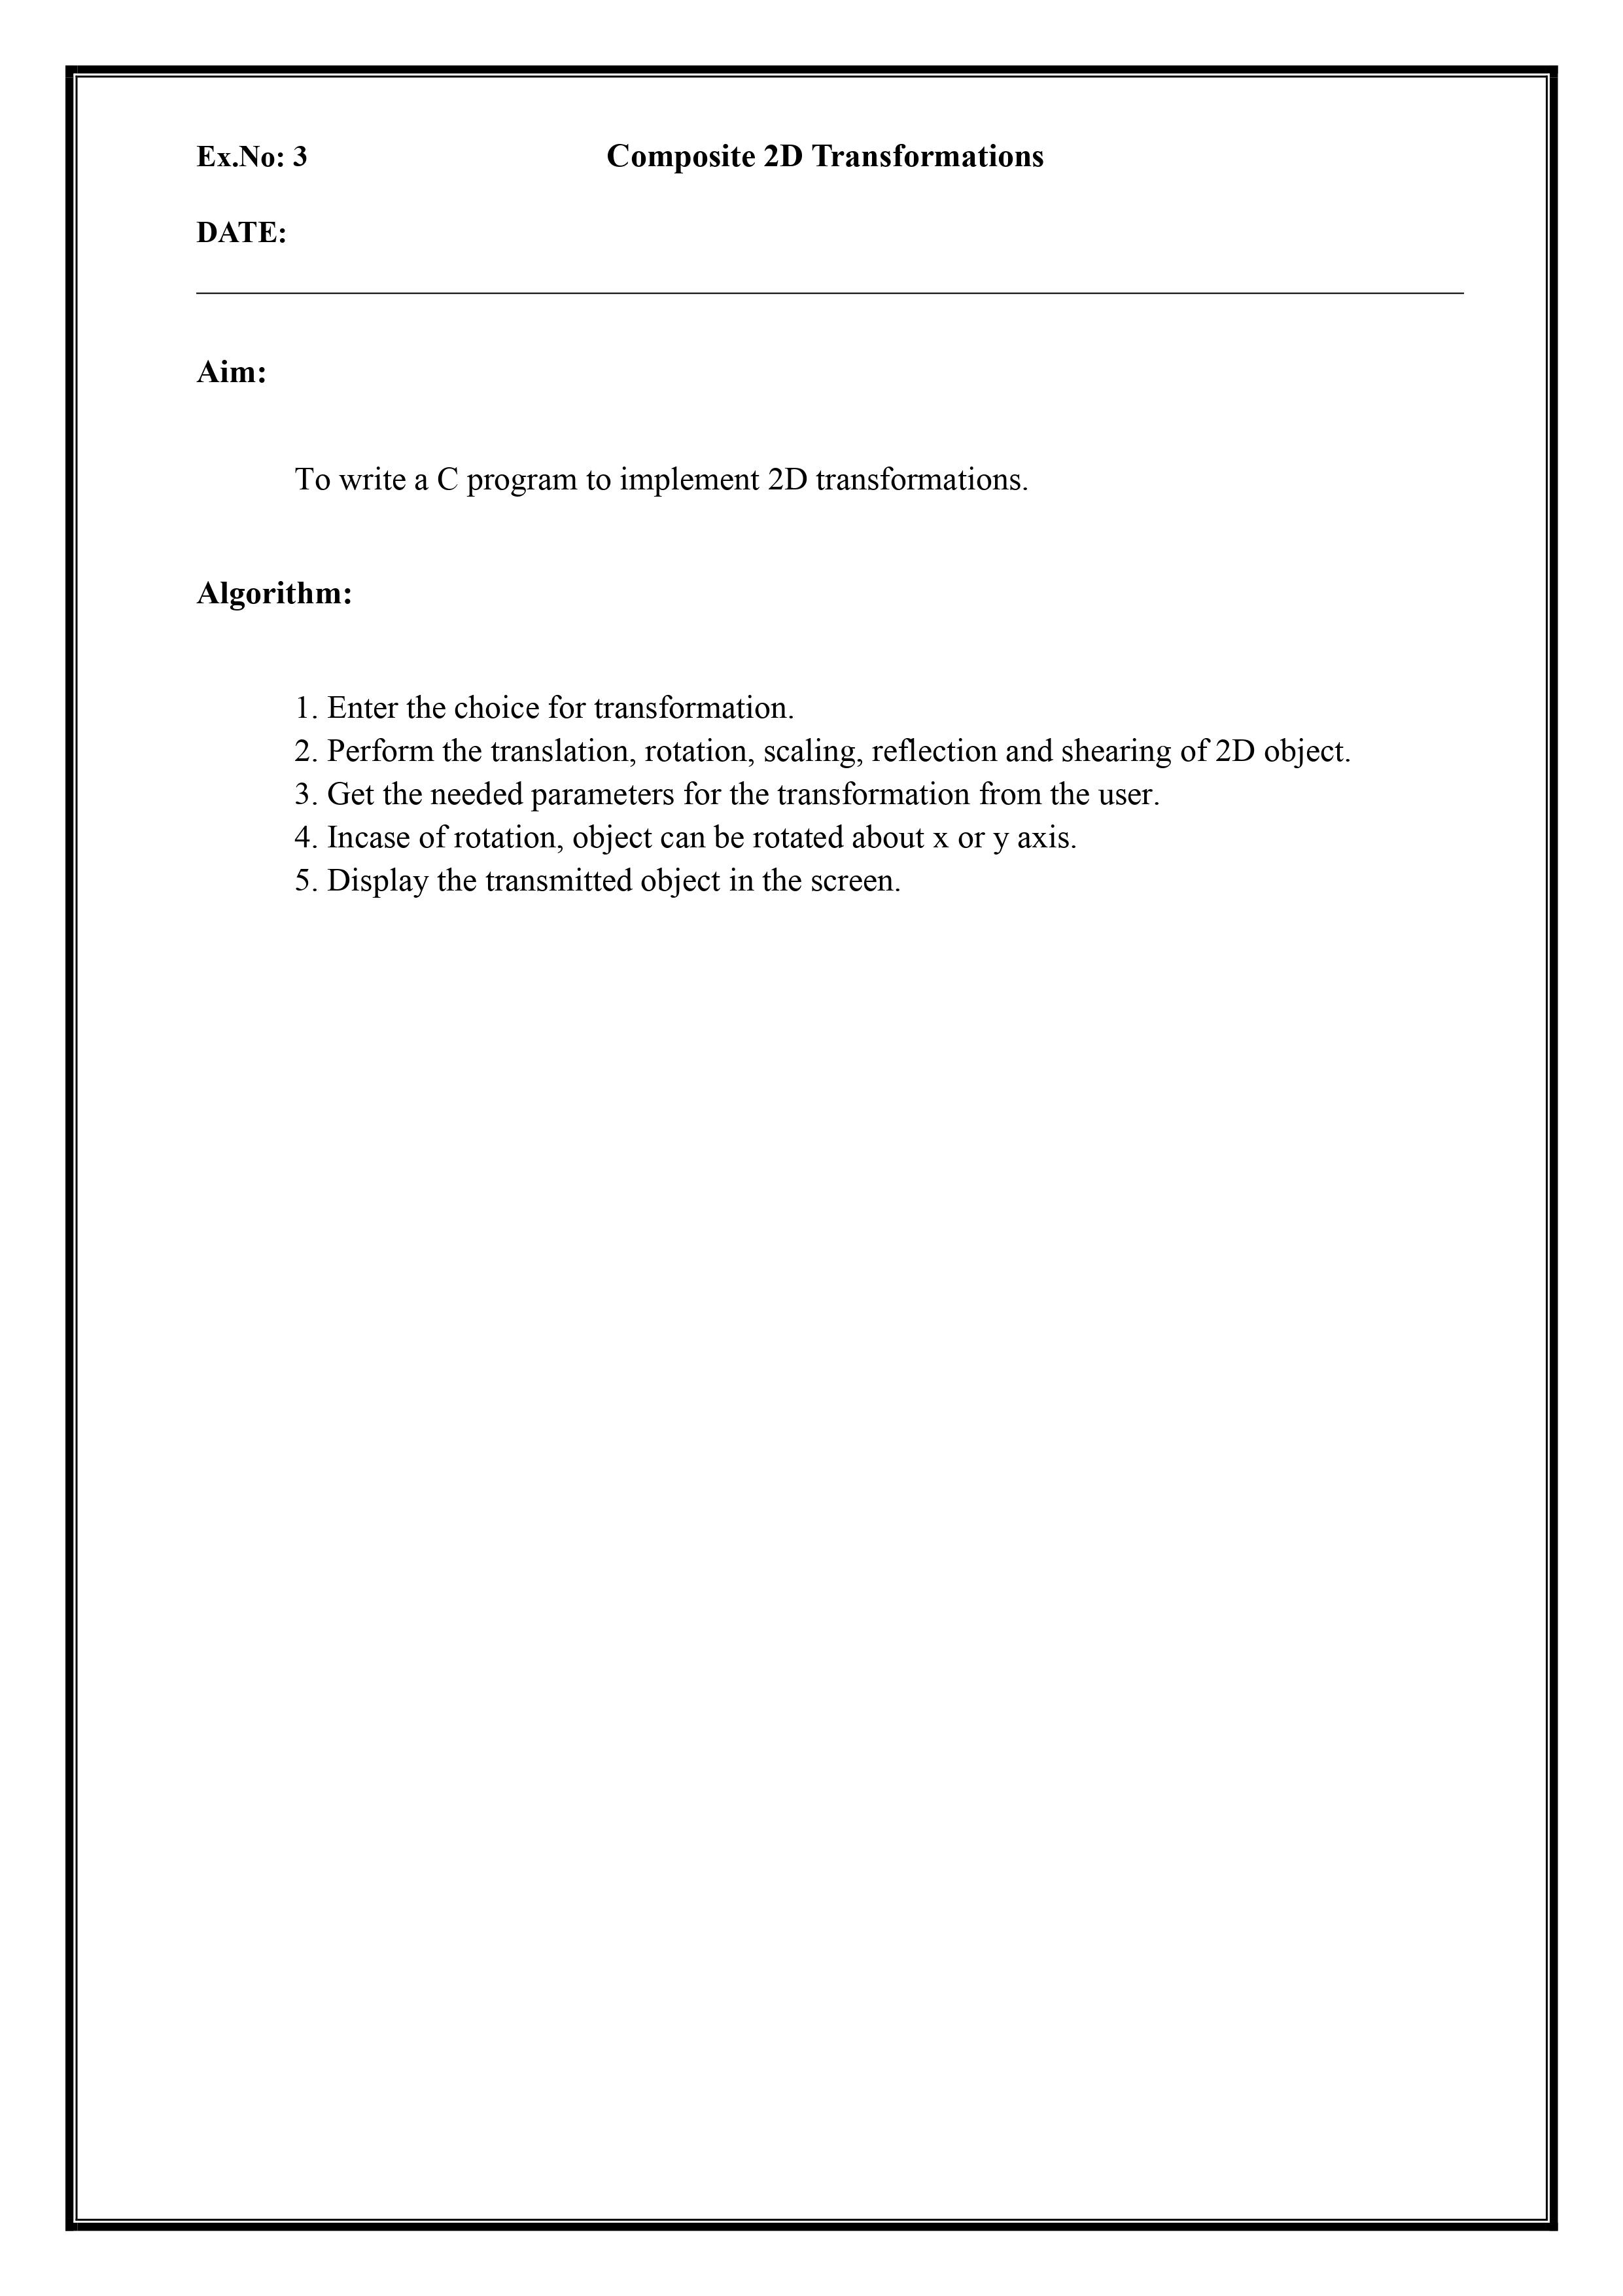 Ex.No: 3 Composite 2D Transformations
DATE:
Aim:
To write a C program to implement 2D transformations.
Algorithm:
1. Enter the choice for transformation.
2. Perform the translation, rotation, scaling, reflection and shearing of 2D object.
3. Get the needed parameters for the transformation from the user.
4. Incase of rotation, object can be rotated about x or y axis.
5. Display the transmitted object in the screen.